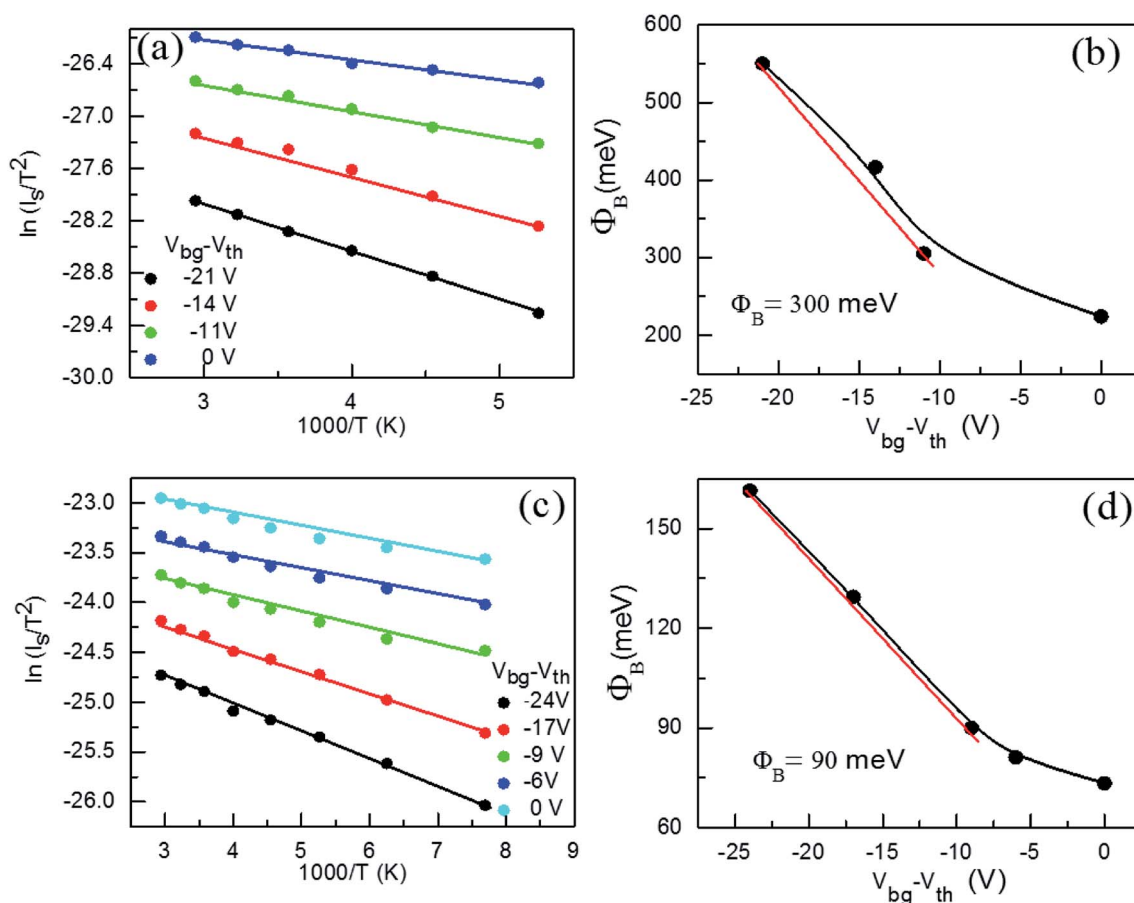 (a)
ln (I_s/T^2)
-26.4
-27.0
-27.6
-28.2
-28.8
-29.4
-30.0
V_bg-V_th
-21 V
-14 V
-11V
0 V
3 4 5
1000/T (K)
(b)
Φ_B(meV)
600
500
400
300
200
Φ_B= 300 meV
-25 -20 -15 -10 -5 0
V_bg-V_th (V)
(c)
ln (I_s/T^2)
-23.0
-23.5
-24.0
-24.5
-25.0
-25.5
-26.0
V_bg-V_th
-24V
-17V
-9 V
-6V
0 V
3 4 5 6 7 8 9
1000/T (K)
(d)
Φ_B(meV)
150
120
90
60
Φ_B= 90 meV
-25 -20 -15 -10 -5 0
V_bg-V_th (V)